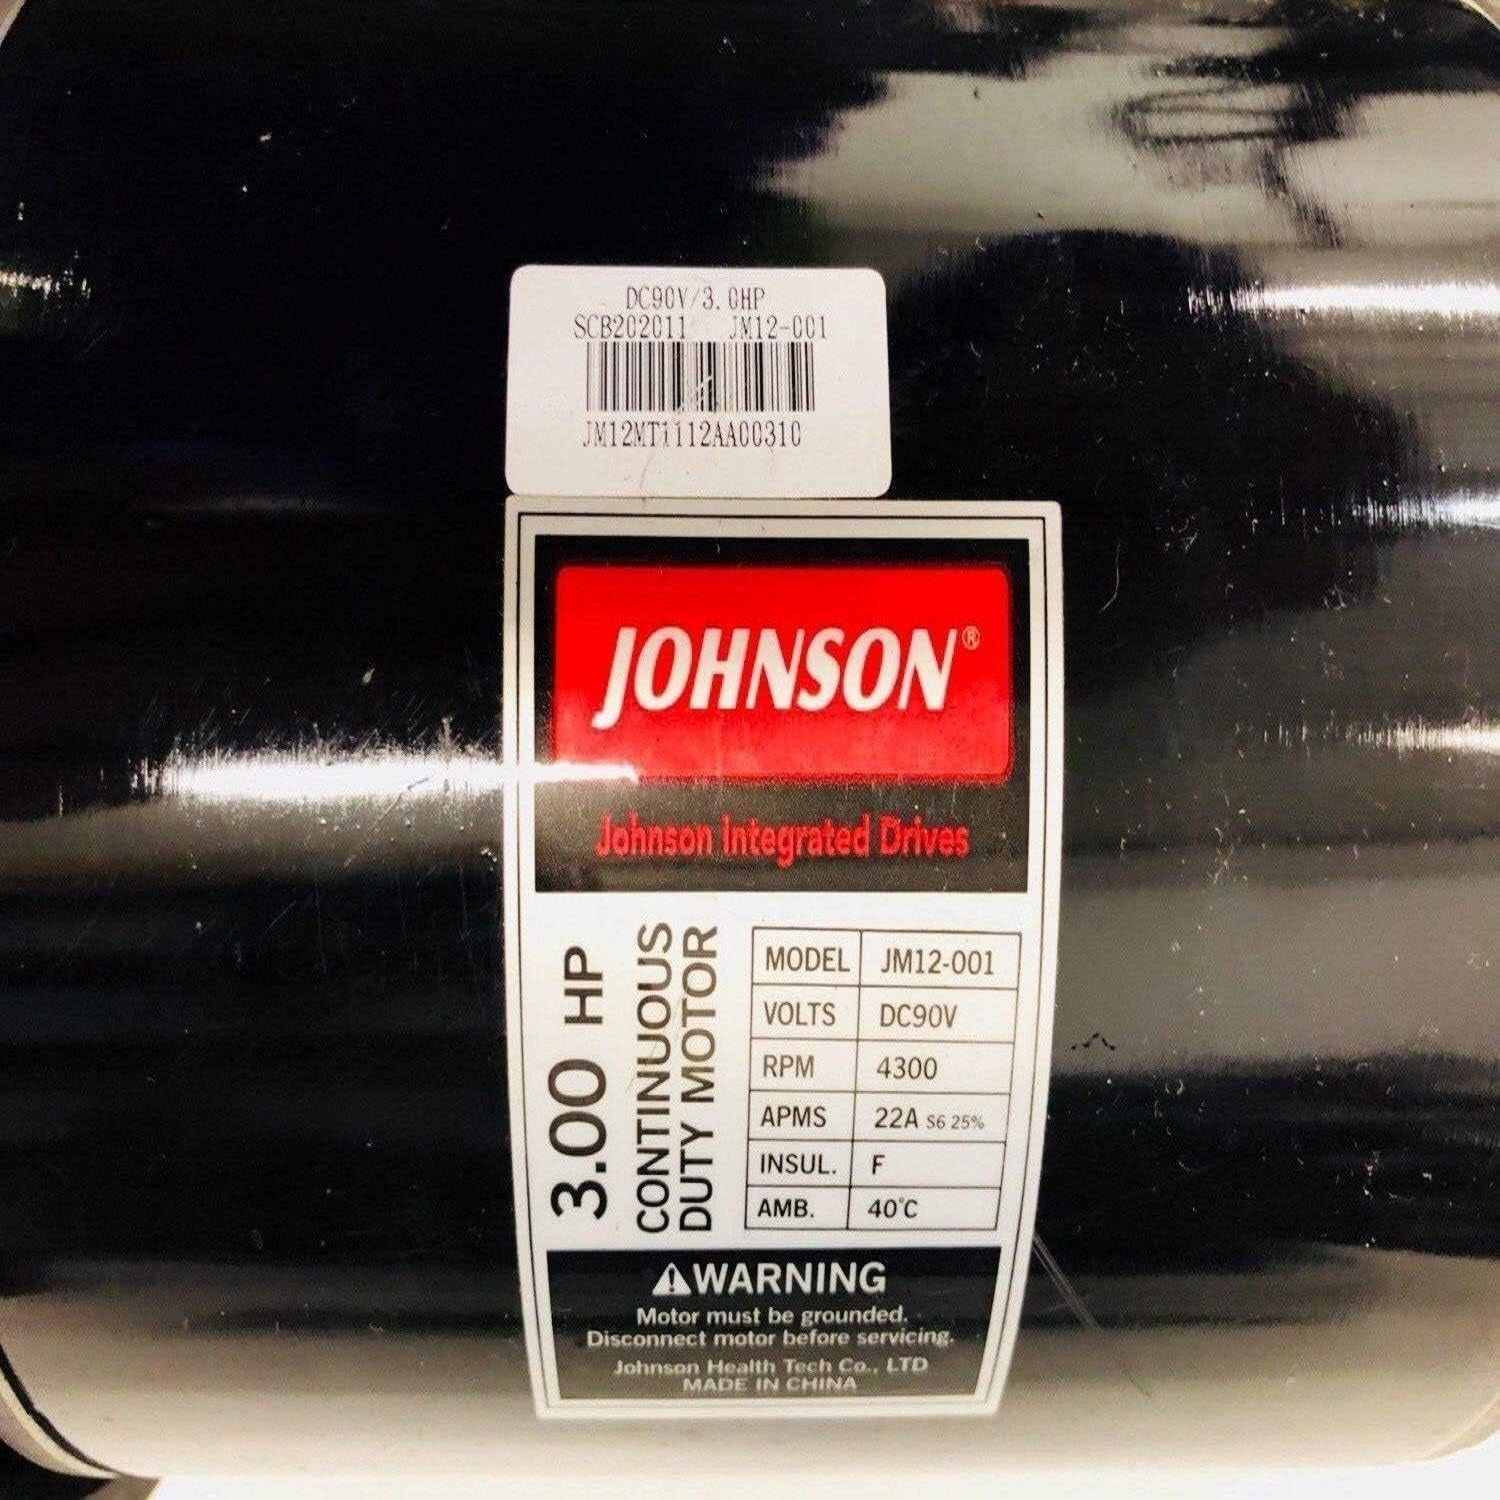 DC90V/3.0HP
SCB202011 JM12-001
JM12MT1112AA00310
JOHNSON®
Johnson Integrated Drives
3.00 HP
CONTINUOUS
DUTY MOTOR
MODEL JM12-001
VOLTS DC90V
RPM 4300
APMS 22A S6 25%
INSUL. F
AMB. 40°C
⚠WARNING
Motor must be grounded.
Disconnect motor before servicing.
Johnson Health Tech Co., LTD
MADE IN CHINA